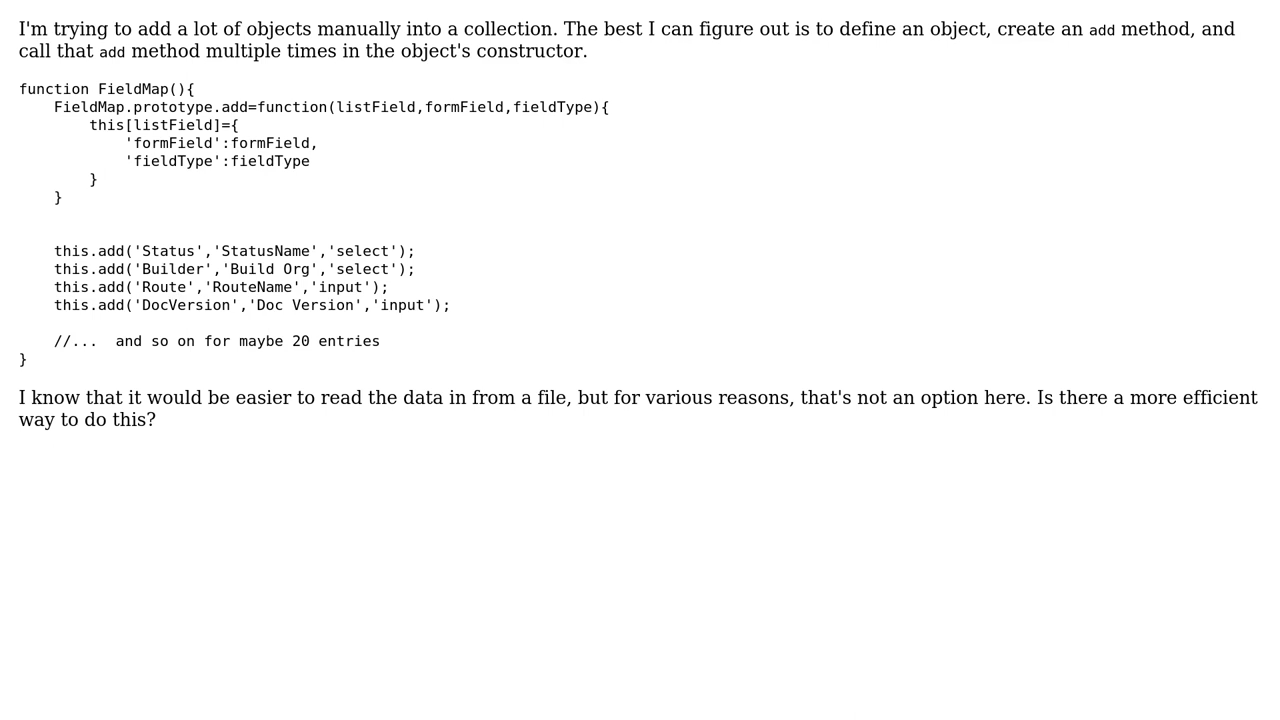 I'm trying to add a lot of objects manually into a collection. The best I can figure out is to define an object, create an add method, and
call that add method multiple times in the object's constructor.
function FieldMap(){
    FieldMap.prototype.add=function(listField,formField,fieldType){
        this[listField]={
            'formField':formField,
            'fieldType':fieldType
        }
    }
    this.add('Status','StatusName','select');
    this.add('Builder','Build Org','select');
    this.add('Route','RouteName','input');
    this.add('DocVersion','Doc Version','input');
    //...  and so on for maybe 20 entries
}
I know that it would be easier to read the data in from a file, but for various reasons, that's not an option here. Is there a more efficient
way to do this?